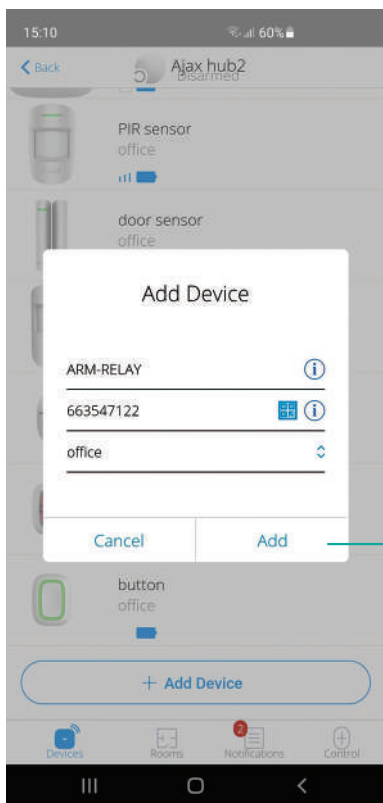 15:10 60%
Back Ajax hub2
Disarmed
PIR sensor
office
door sensor
office
Add Device
ARM-RELAY
663547122
office
Cancel Add
button
office
+ Add Device
2
Devices Rooms Notifications Control